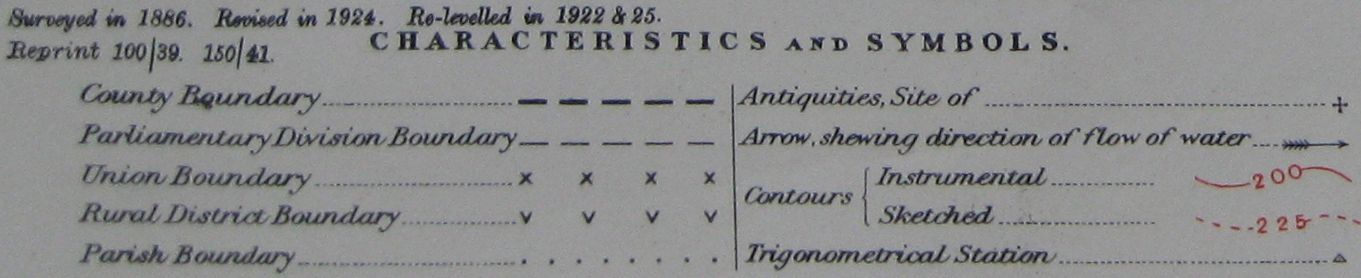 Surveyed in 1886. Revised in 1924. Re-levelled in 1922 & 25.
Reprint 100/39. 150/41.
CHARACTERISTICS AND SYMBOLS.
County Boundary
Parliamentary Division Boundary
Union Boundary x x x x
Rural District Boundary v v v v
Parish Boundary
Antiquities, Site of
Arrow, shewing direction of flow of water
Contours
Instrumental 200
Sketched 225
Trigonometrical Station